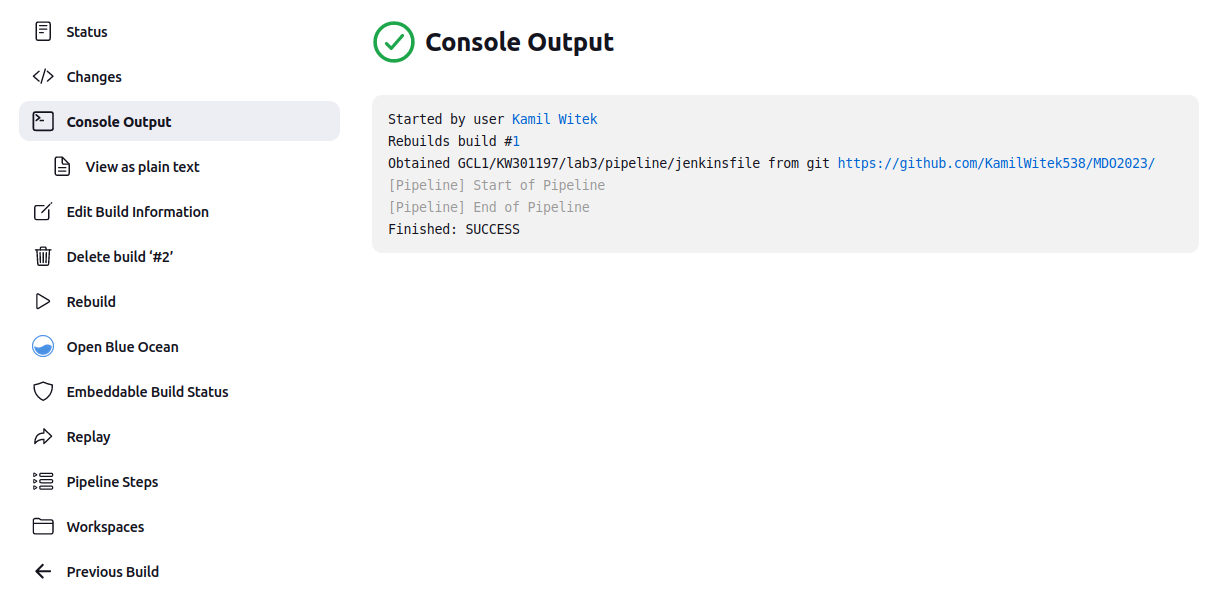 Status
Changes
Console Output
View as plain text
Edit Build Information
Delete build ‘#2’
Rebuild
Open Blue Ocean
Embeddable Build Status
Replay
Pipeline Steps
Workspaces
Previous Build
Console Output
Started by user Kamil Witek
Rebuilds build #1
Obtained GCL1/KW301197/lab3/pipeline/jenkinsfile from git https://github.com/KamilWitek538/MDO2023/
[Pipeline] Start of Pipeline
[Pipeline] End of Pipeline
Finished: SUCCESS